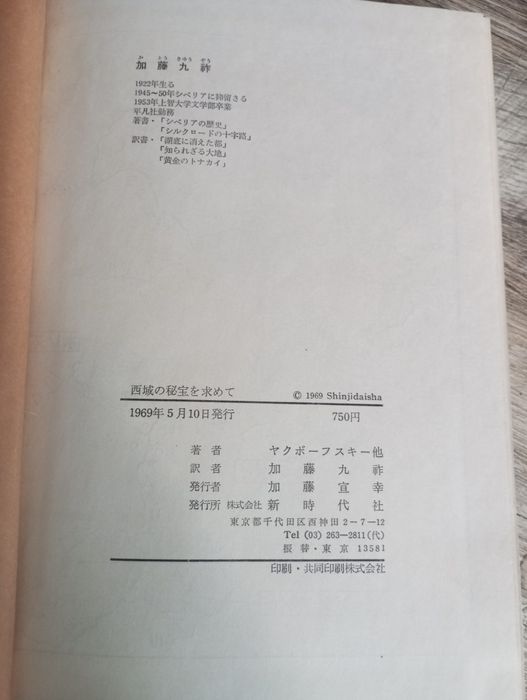 か とう きゆう ぞう
加藤九祚
1922年生る
1945～50年シベリアに抑留さる
1953年上智大学文学部卒業
平凡社勤務
著書・「シベリアの歴史」
「シルクロードの十字路」
訳書・「湖底に消えた都」
「知られざる大地」
「黄金のトナカイ」
西域の秘宝を求めて © 1969 Shinjidaisha
1969年5月10日発行 750円
著者 ヤクボーフスキー他
訳者 加藤九祚
発行者 加藤宣幸
発行所 株式会社 新時代社
東京都千代田区西神田2－7－12
Tel (03) 263－2811(代)
振替・東京 13581
印刷・共同印刷株式会社